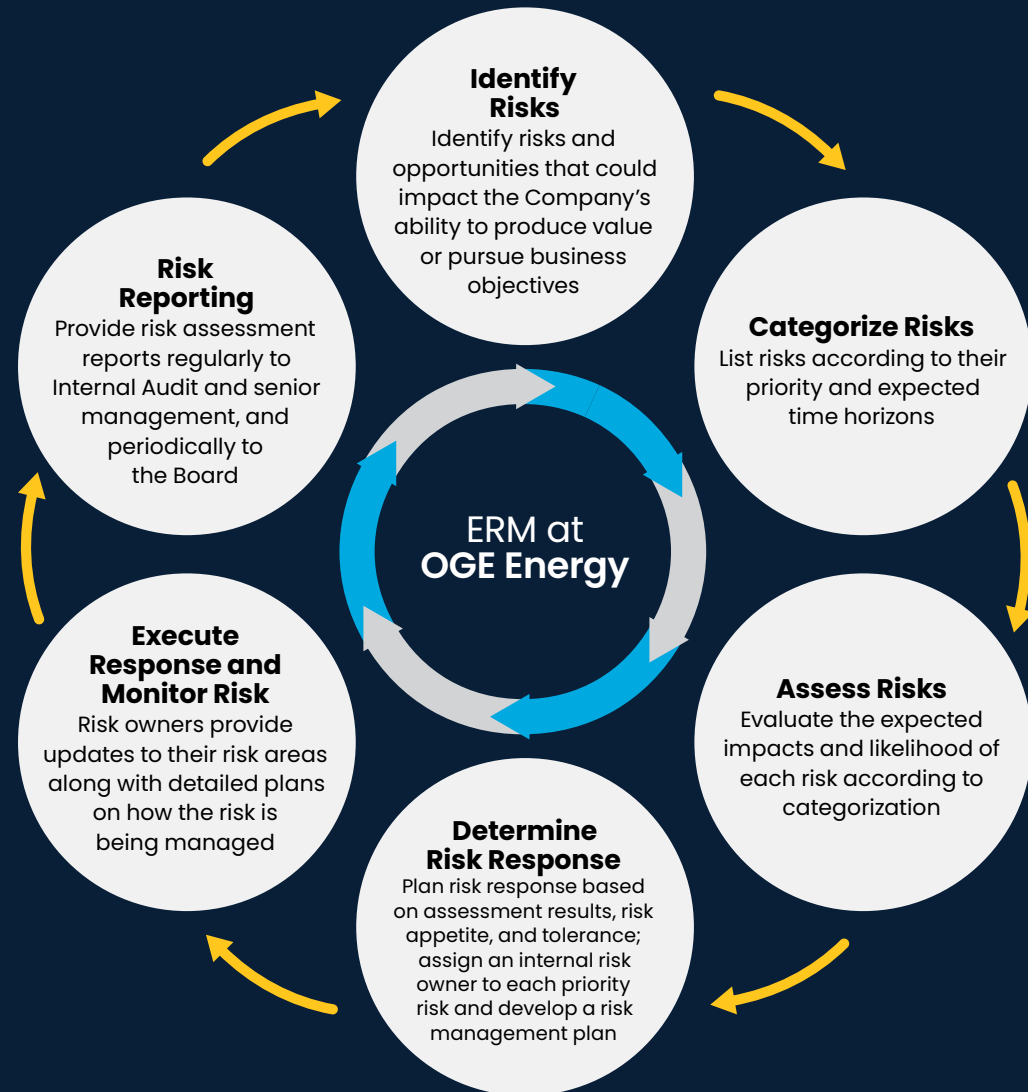 Identify
Risks
Identify risks and
opportunities that could
impact the Company’s
ability to produce value
or pursue business
objectives
Categorize Risks
List risks according to their
priority and expected
time horizons
Assess Risks
Evaluate the expected
impacts and likelihood of
each risk according to
categorization
Determine
Risk Response
Plan risk response based
on assessment results, risk
appetite, and tolerance;
assign an internal risk
owner to each priority
risk and develop a risk
management plan
Execute
Response and
Monitor Risk
Risk owners provide
updates to their risk areas
along with detailed plans
on how the risk is
being managed
Risk
Reporting
Provide risk assessment
reports regularly to
Internal Audit and senior
management, and
periodically to
the Board
ERM at
OGE Energy